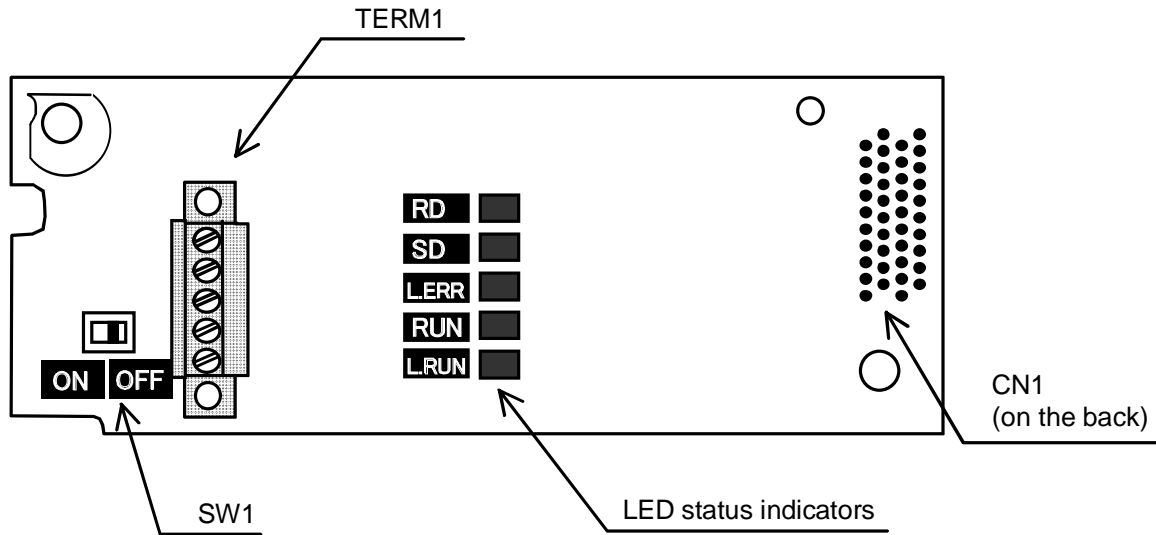 TERM1
RD
SD
L.ERR
RUN
L.RUN
ON OFF
CN1
(on the back)
SW1
LED status indicators